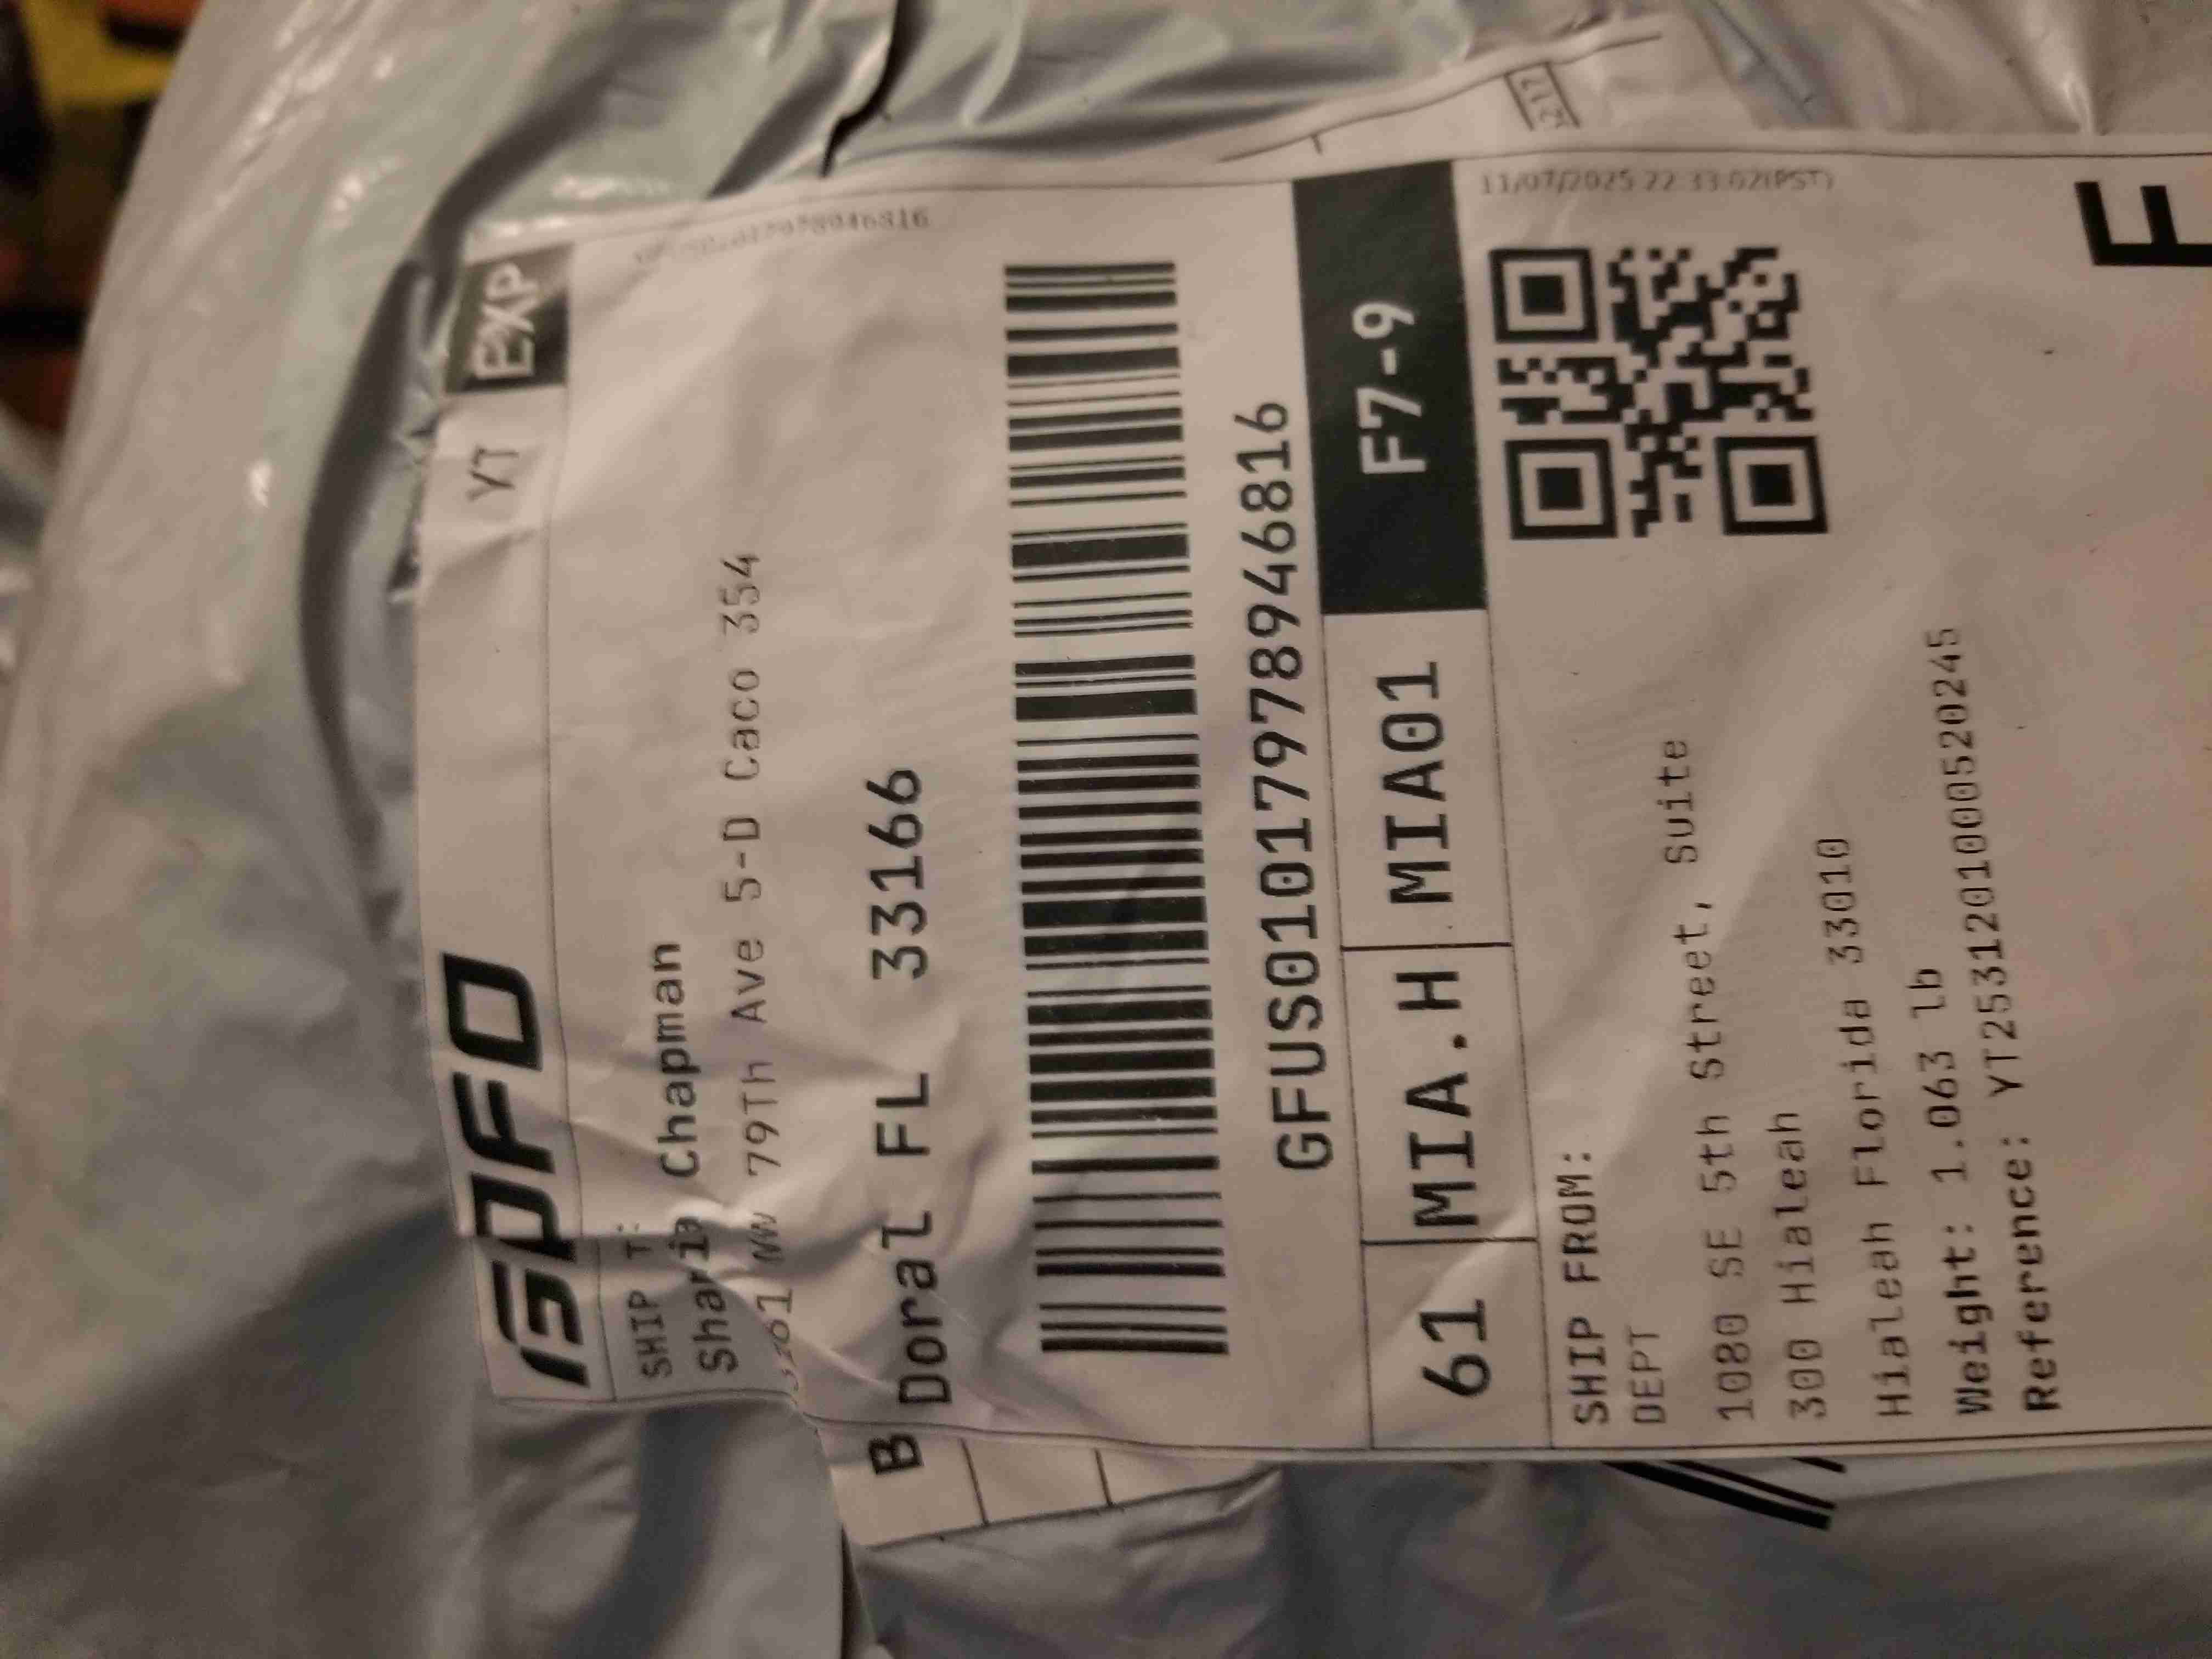 GOFO
YT EXP
SHIP T:
Sharin Chapman
NW 79Th Ave 5-D Caco 354
B Doral FL 33166
GFUS01017978946816
61 MIA.H MIA01 F7-9
11/07/2025 22:33:02(PST)
SHIP FROM:
DEPT
1080 SE 5th Street, Suite
300 Hialeah
Hialeah Florida 33010
Weight: 1.063 lb
Reference: YT2531201000520245
F